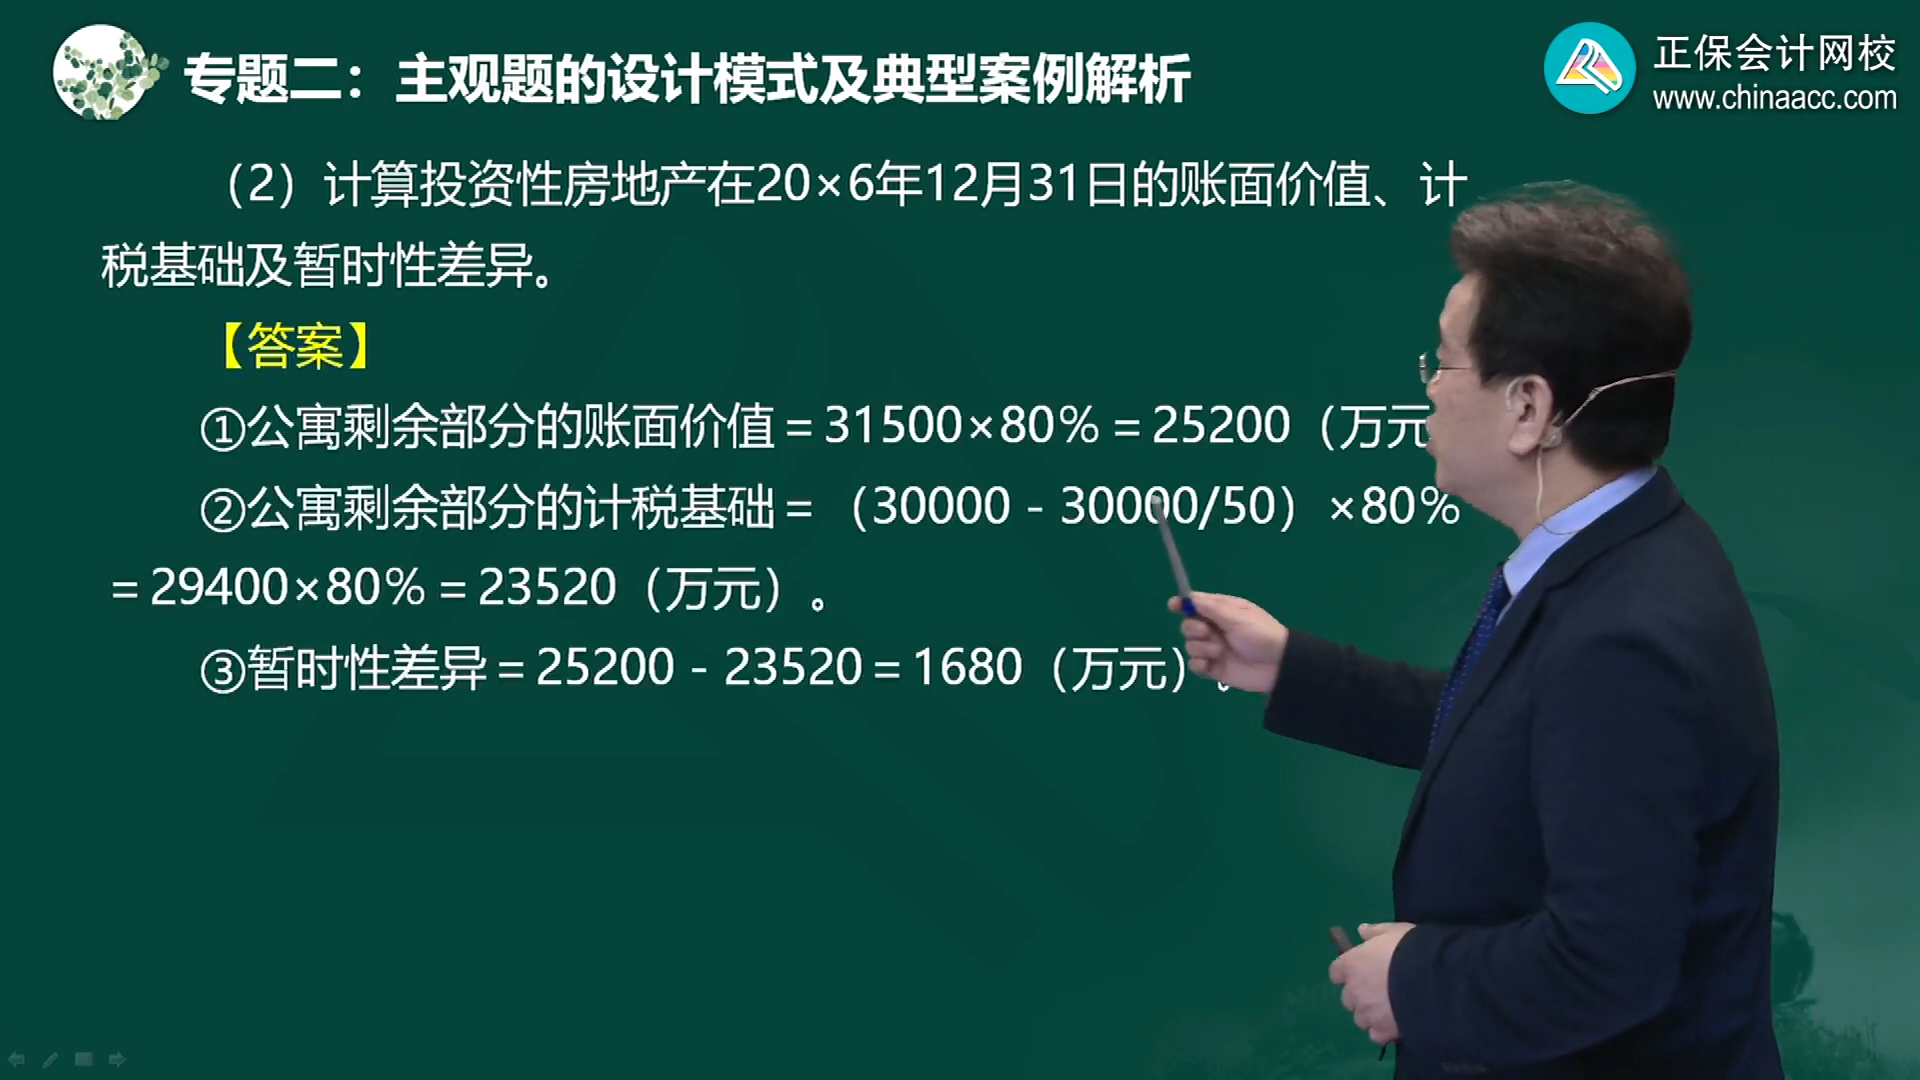 专题二：主观题的设计模式及典型案例解析
正保会计网校
www.chinaacc.com
（2）计算投资性房地产在20×6年12月31日的账面价值、计
税基础及暂时性差异。
【答案】
①公寓剩余部分的账面价值＝31500×80%＝25200（万元
②公寓剩余部分的计税基础＝（30000－30000/50）×80%
＝29400×80%＝23520（万元）。
③暂时性差异＝25200－23520＝1680（万元）。